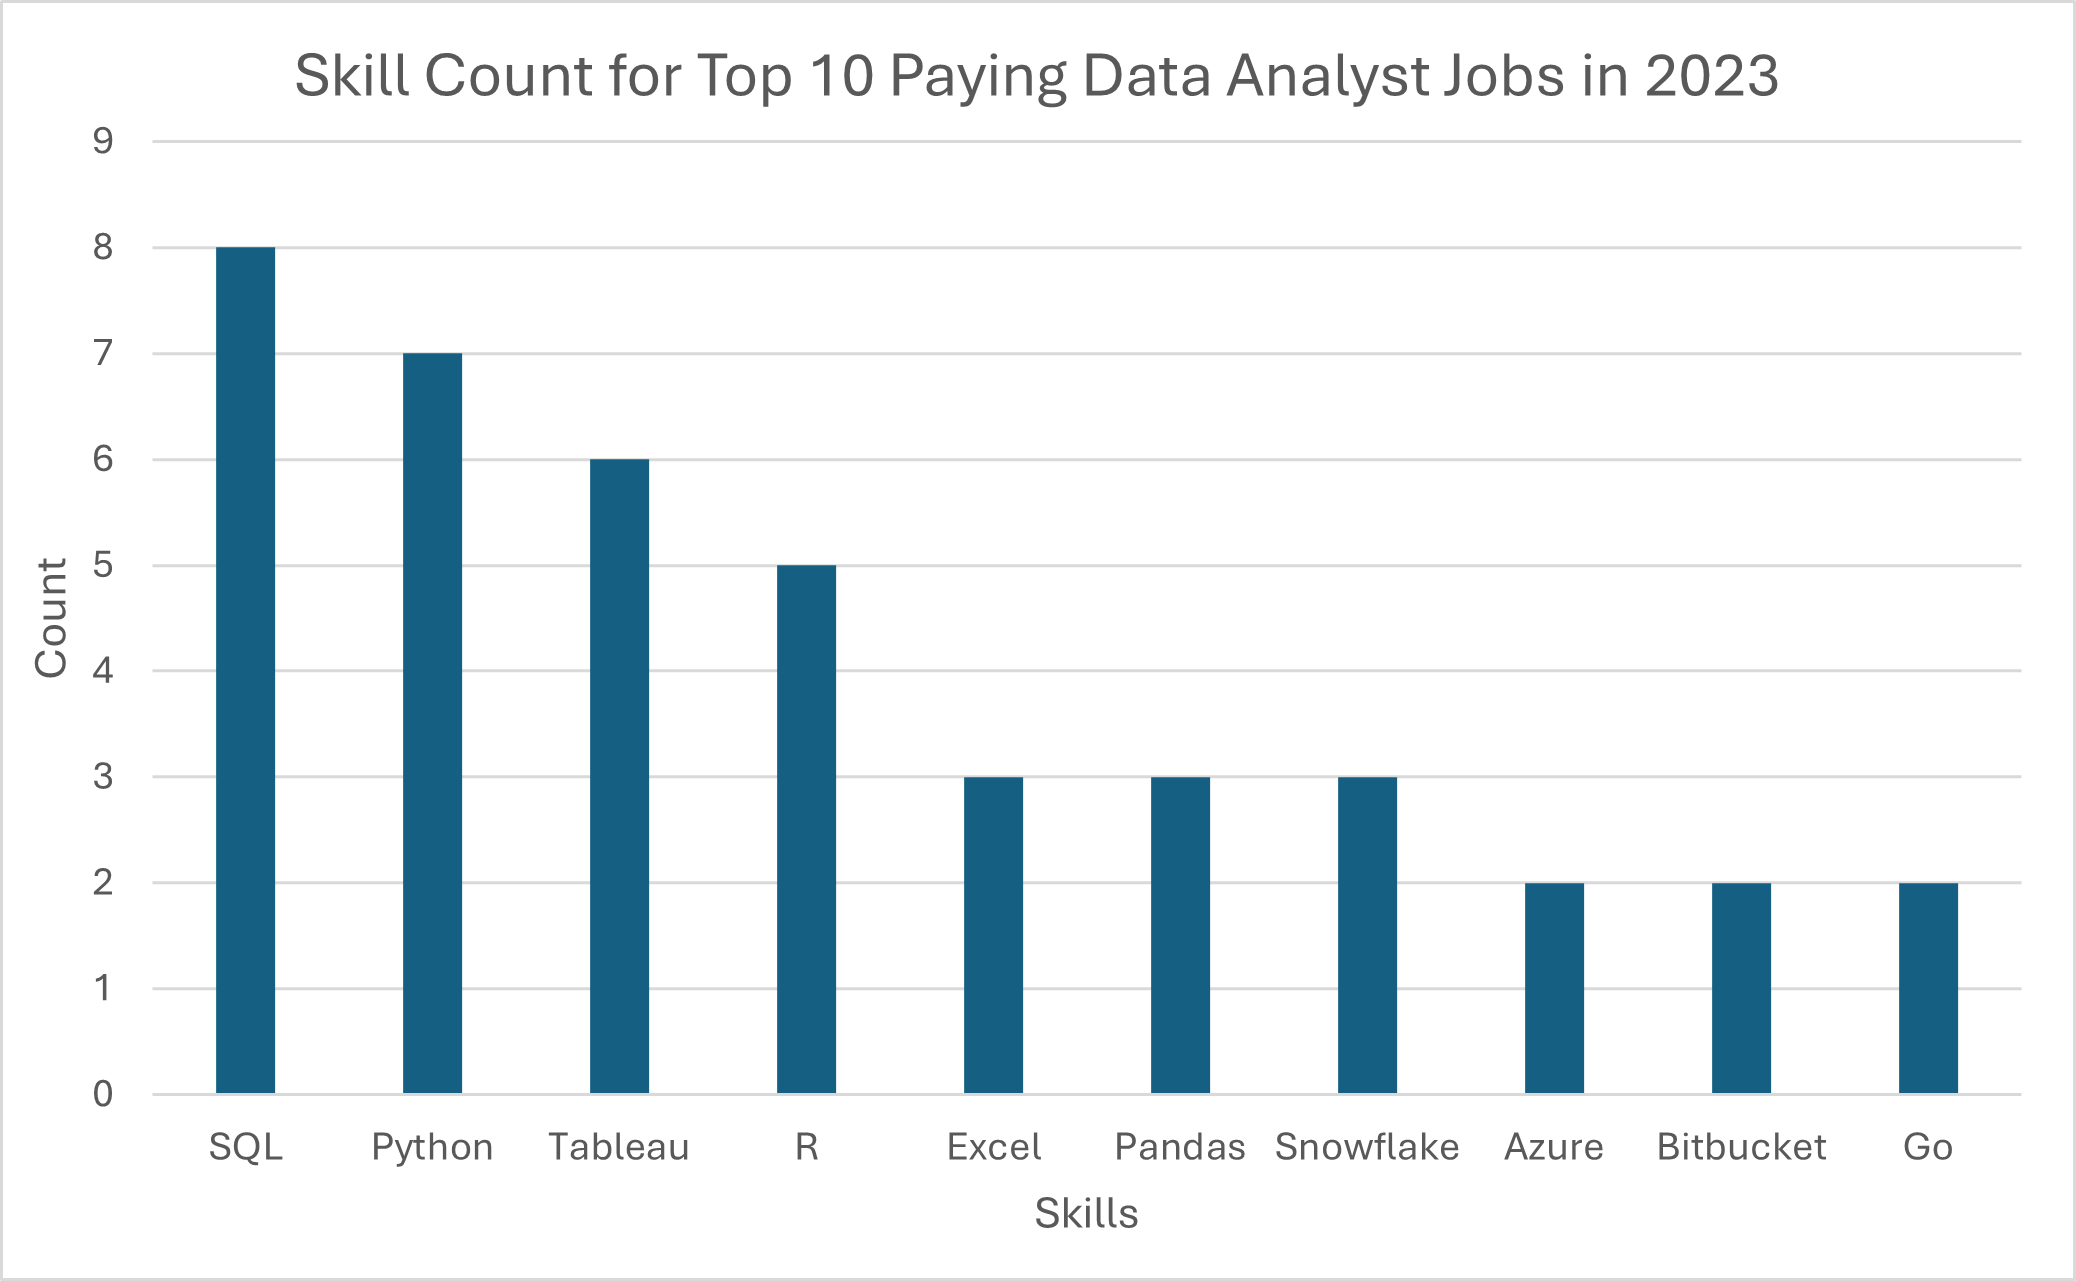 Skill Count for Top 10 Paying Data Analyst Jobs in 2023
9
8
7
6
5
4
3
2
1
0
Count
SQL Python Tableau R Excel Pandas Snowflake Azure Bitbucket Go
Skills